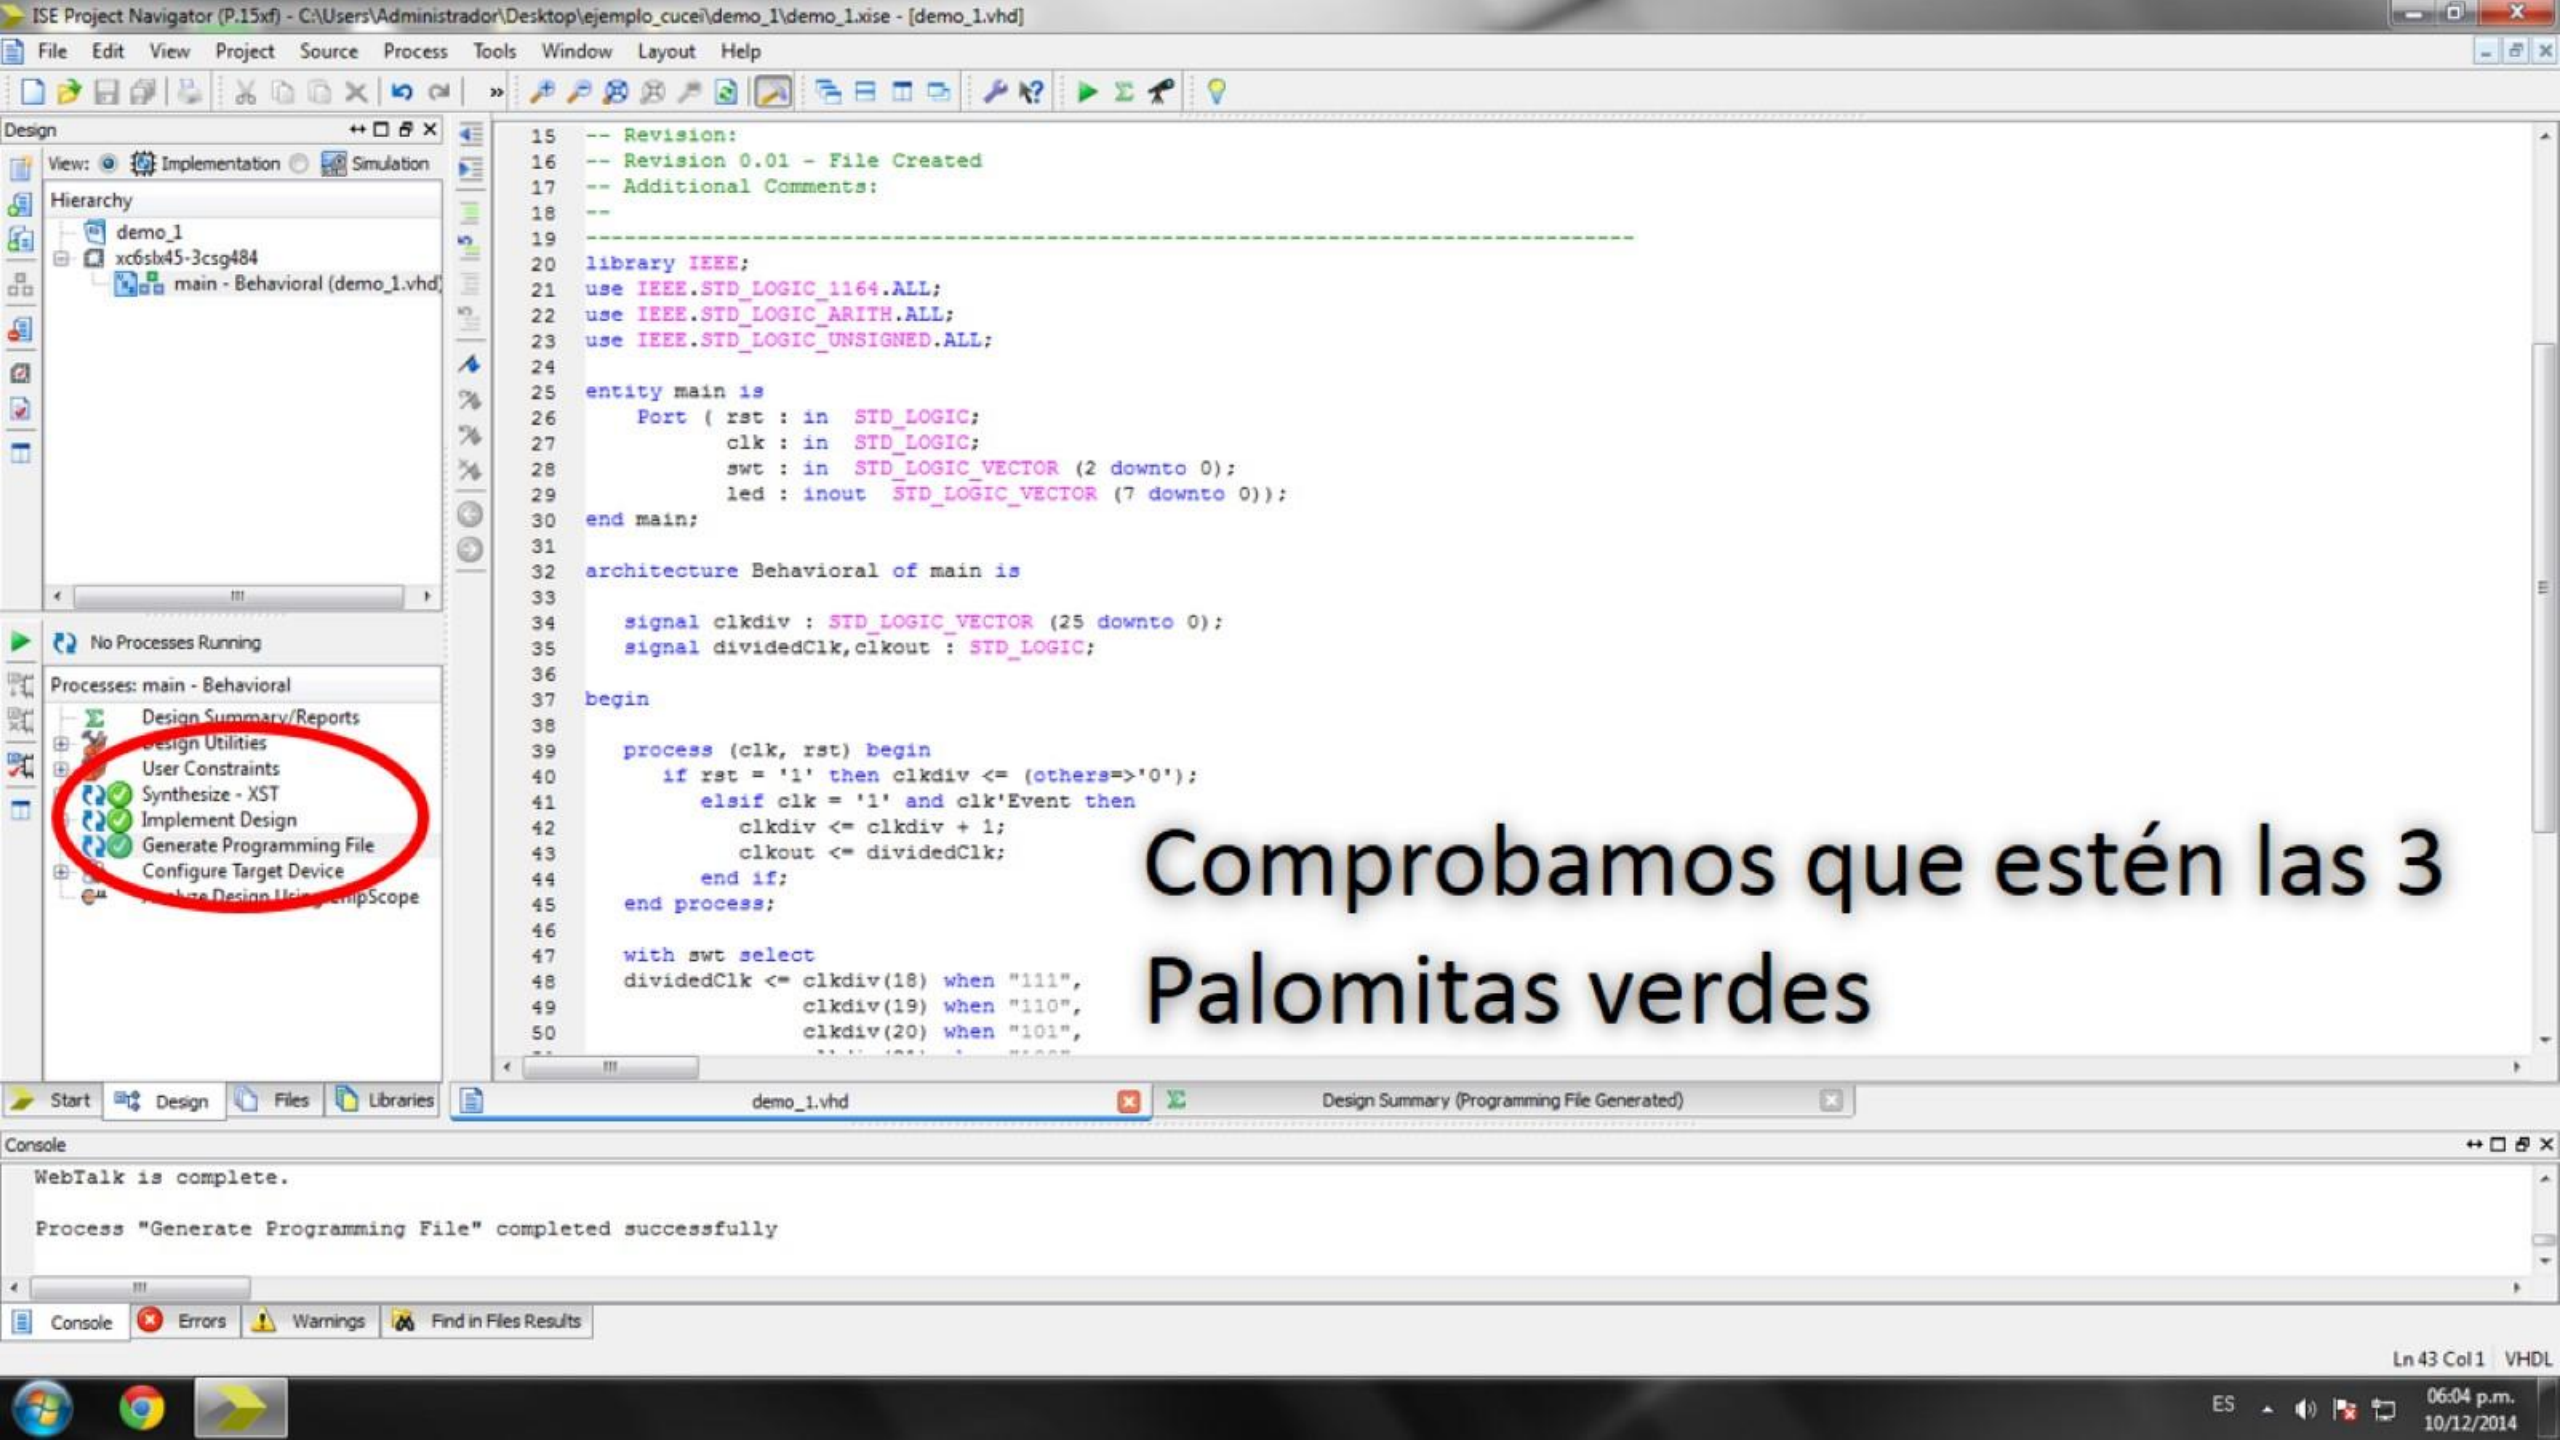 ISE Project Navigator (P.15xf) - C:\Users\Administrador\Desktop\ejemplo_cucei\demo_1\demo_1.xise - [demo_1.vhd]
File Edit View Project Source Process Tools Window Layout Help
Design
View: Implementation Simulation
Hierarchy
demo_1
xc6slx45-3csg484
main - Behavioral (demo_1.vhd)
No Processes Running
Processes: main - Behavioral
Design Summary/Reports
Design Utilities
User Constraints
Synthesize - XST
Implement Design
Generate Programming File
Configure Target Device
Design Using
Start Design Files Libraries
15 -- Revision:
16 -- Revision 0.01 - File Created
17 -- Additional Comments:
18 --
19 ----------------------------------------------------------------------------------
20 library IEEE;
21 use IEEE.STD_LOGIC_1164.ALL;
22 use IEEE.STD_LOGIC_ARITH.ALL;
23 use IEEE.STD_LOGIC_UNSIGNED.ALL;
24
25 entity main is
26 Port ( rst : in STD_LOGIC;
27 clk : in STD_LOGIC;
28 swt : in STD_LOGIC_VECTOR (2 downto 0);
29 led : inout STD_LOGIC_VECTOR (7 downto 0));
30 end main;
31
32 architecture Behavioral of main is
33
34 signal clkdiv : STD_LOGIC_VECTOR (25 downto 0);
35 signal dividedClk,clkout : STD_LOGIC;
36
37 begin
38
39 process (clk, rst) begin
40 if rst = '1' then clkdiv <= (others=>'0');
41 elsif clk = '1' and clk'Event then
42 clkdiv <= clkdiv + 1;
43 clkout <= dividedClk;
44 end if;
45 end process;
46
47 with swt select
48 dividedClk <= clkdiv(18) when "111",
49 clkdiv(19) when "110",
50 clkdiv(20) when "101",
Comprobamos que estén las 3
Palomitas verdes
demo_1.vhd
Design Summary (Programming File Generated)
Console
WebTalk is complete.
Process "Generate Programming File" completed successfully
Console Errors Warnings Find in Files Results
Ln 43 Col 1 VHDL
ES
06:04 p.m.
10/12/2014